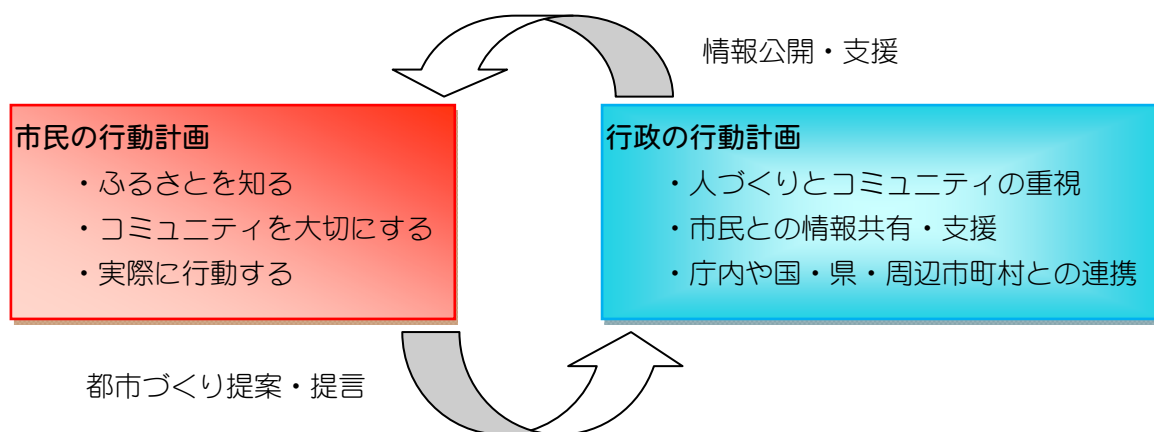 情報公開・支援
市民の行動計画
・ふるさとを知る
・コミュニティを大切にする
・実際に行動する
行政の行動計画
・人づくりとコミュニティの重視
・市民との情報共有・支援
・庁内や国・県・周辺市町村との連携
都市づくり提案・提言